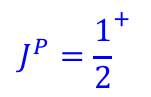 J^P = 1/2^+